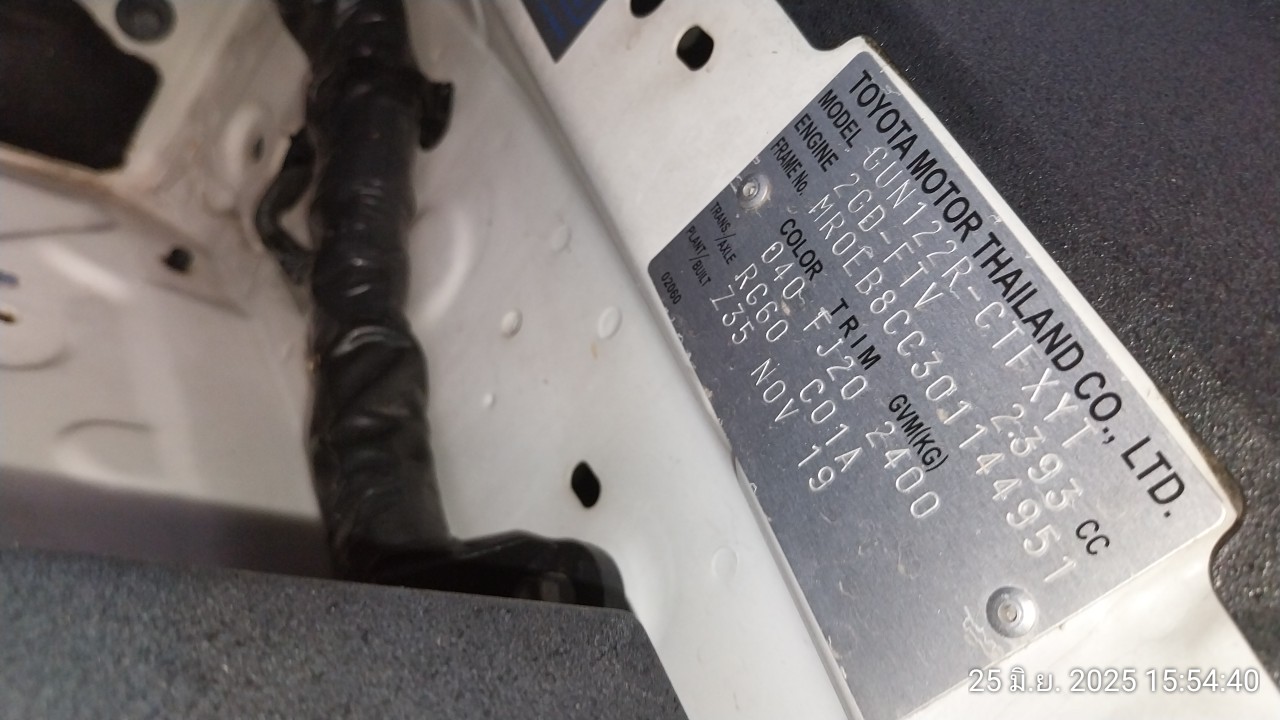 TOYOTA MOTOR THAILAND CO., LTD.
MODEL GUN122R-CTFXYT
ENGINE 2GD-FTV 2393 CC
FRAME No. MR0EB8CC301144951
COLOR TRIM GVM(KG)
040 FJ20 2400
TRANS/AXLE RC60 C01A
PLANT/BUILT Z35 NOV 19
02060
25 มิ.ย. 2025 15:54:40